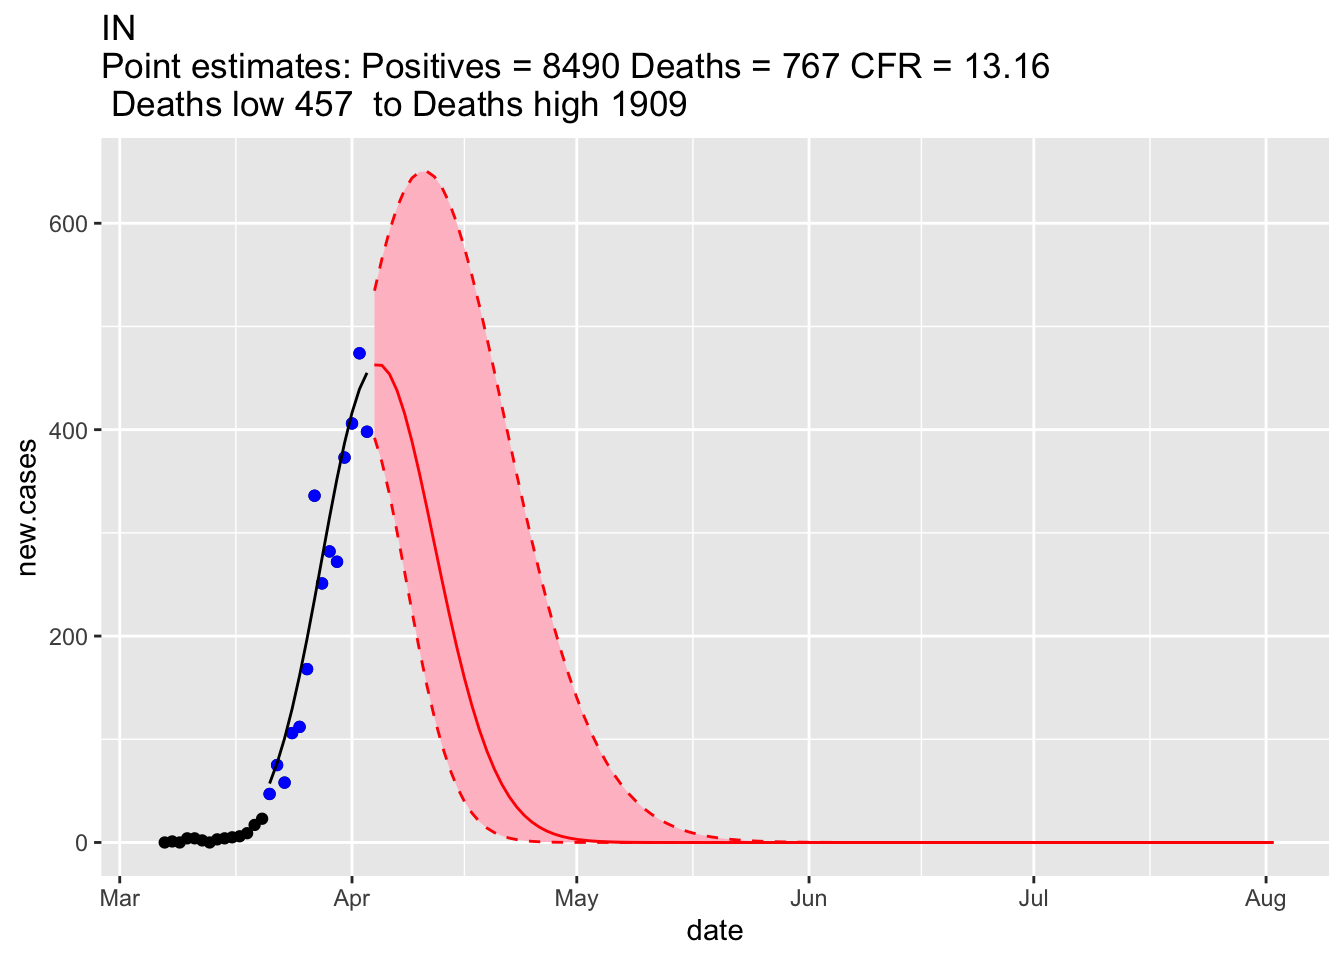 IN
Point estimates: Positives = 8490 Deaths = 767 CFR = 13.16
Deaths low 457  to Deaths high 1909
600
400
200
0
new.cases
Mar Apr May Jun Jul Aug
date